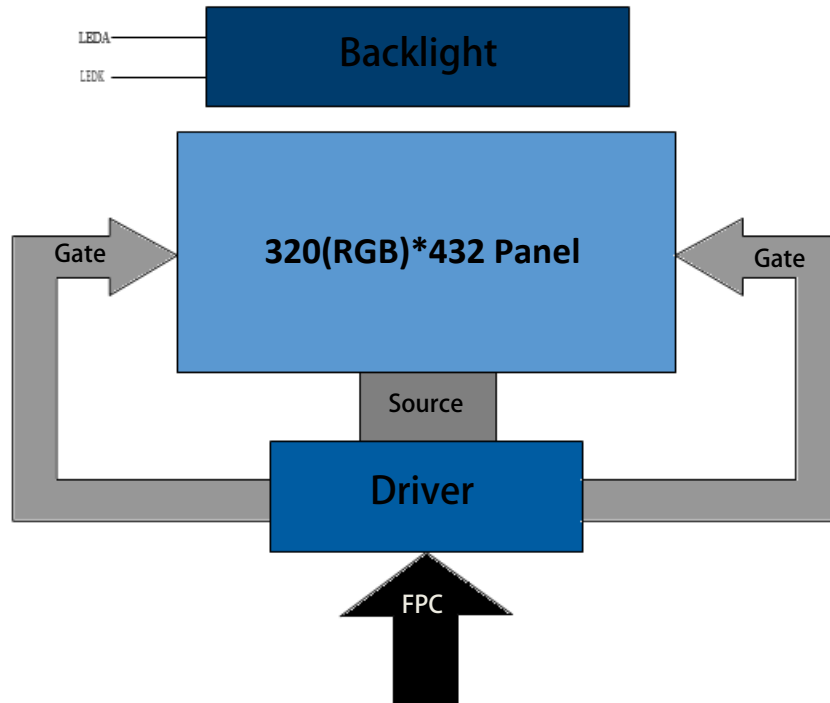 LEDA
LEDK
Backlight
320(RGB)*432 Panel
Gate
Gate
Source
Driver
FPC